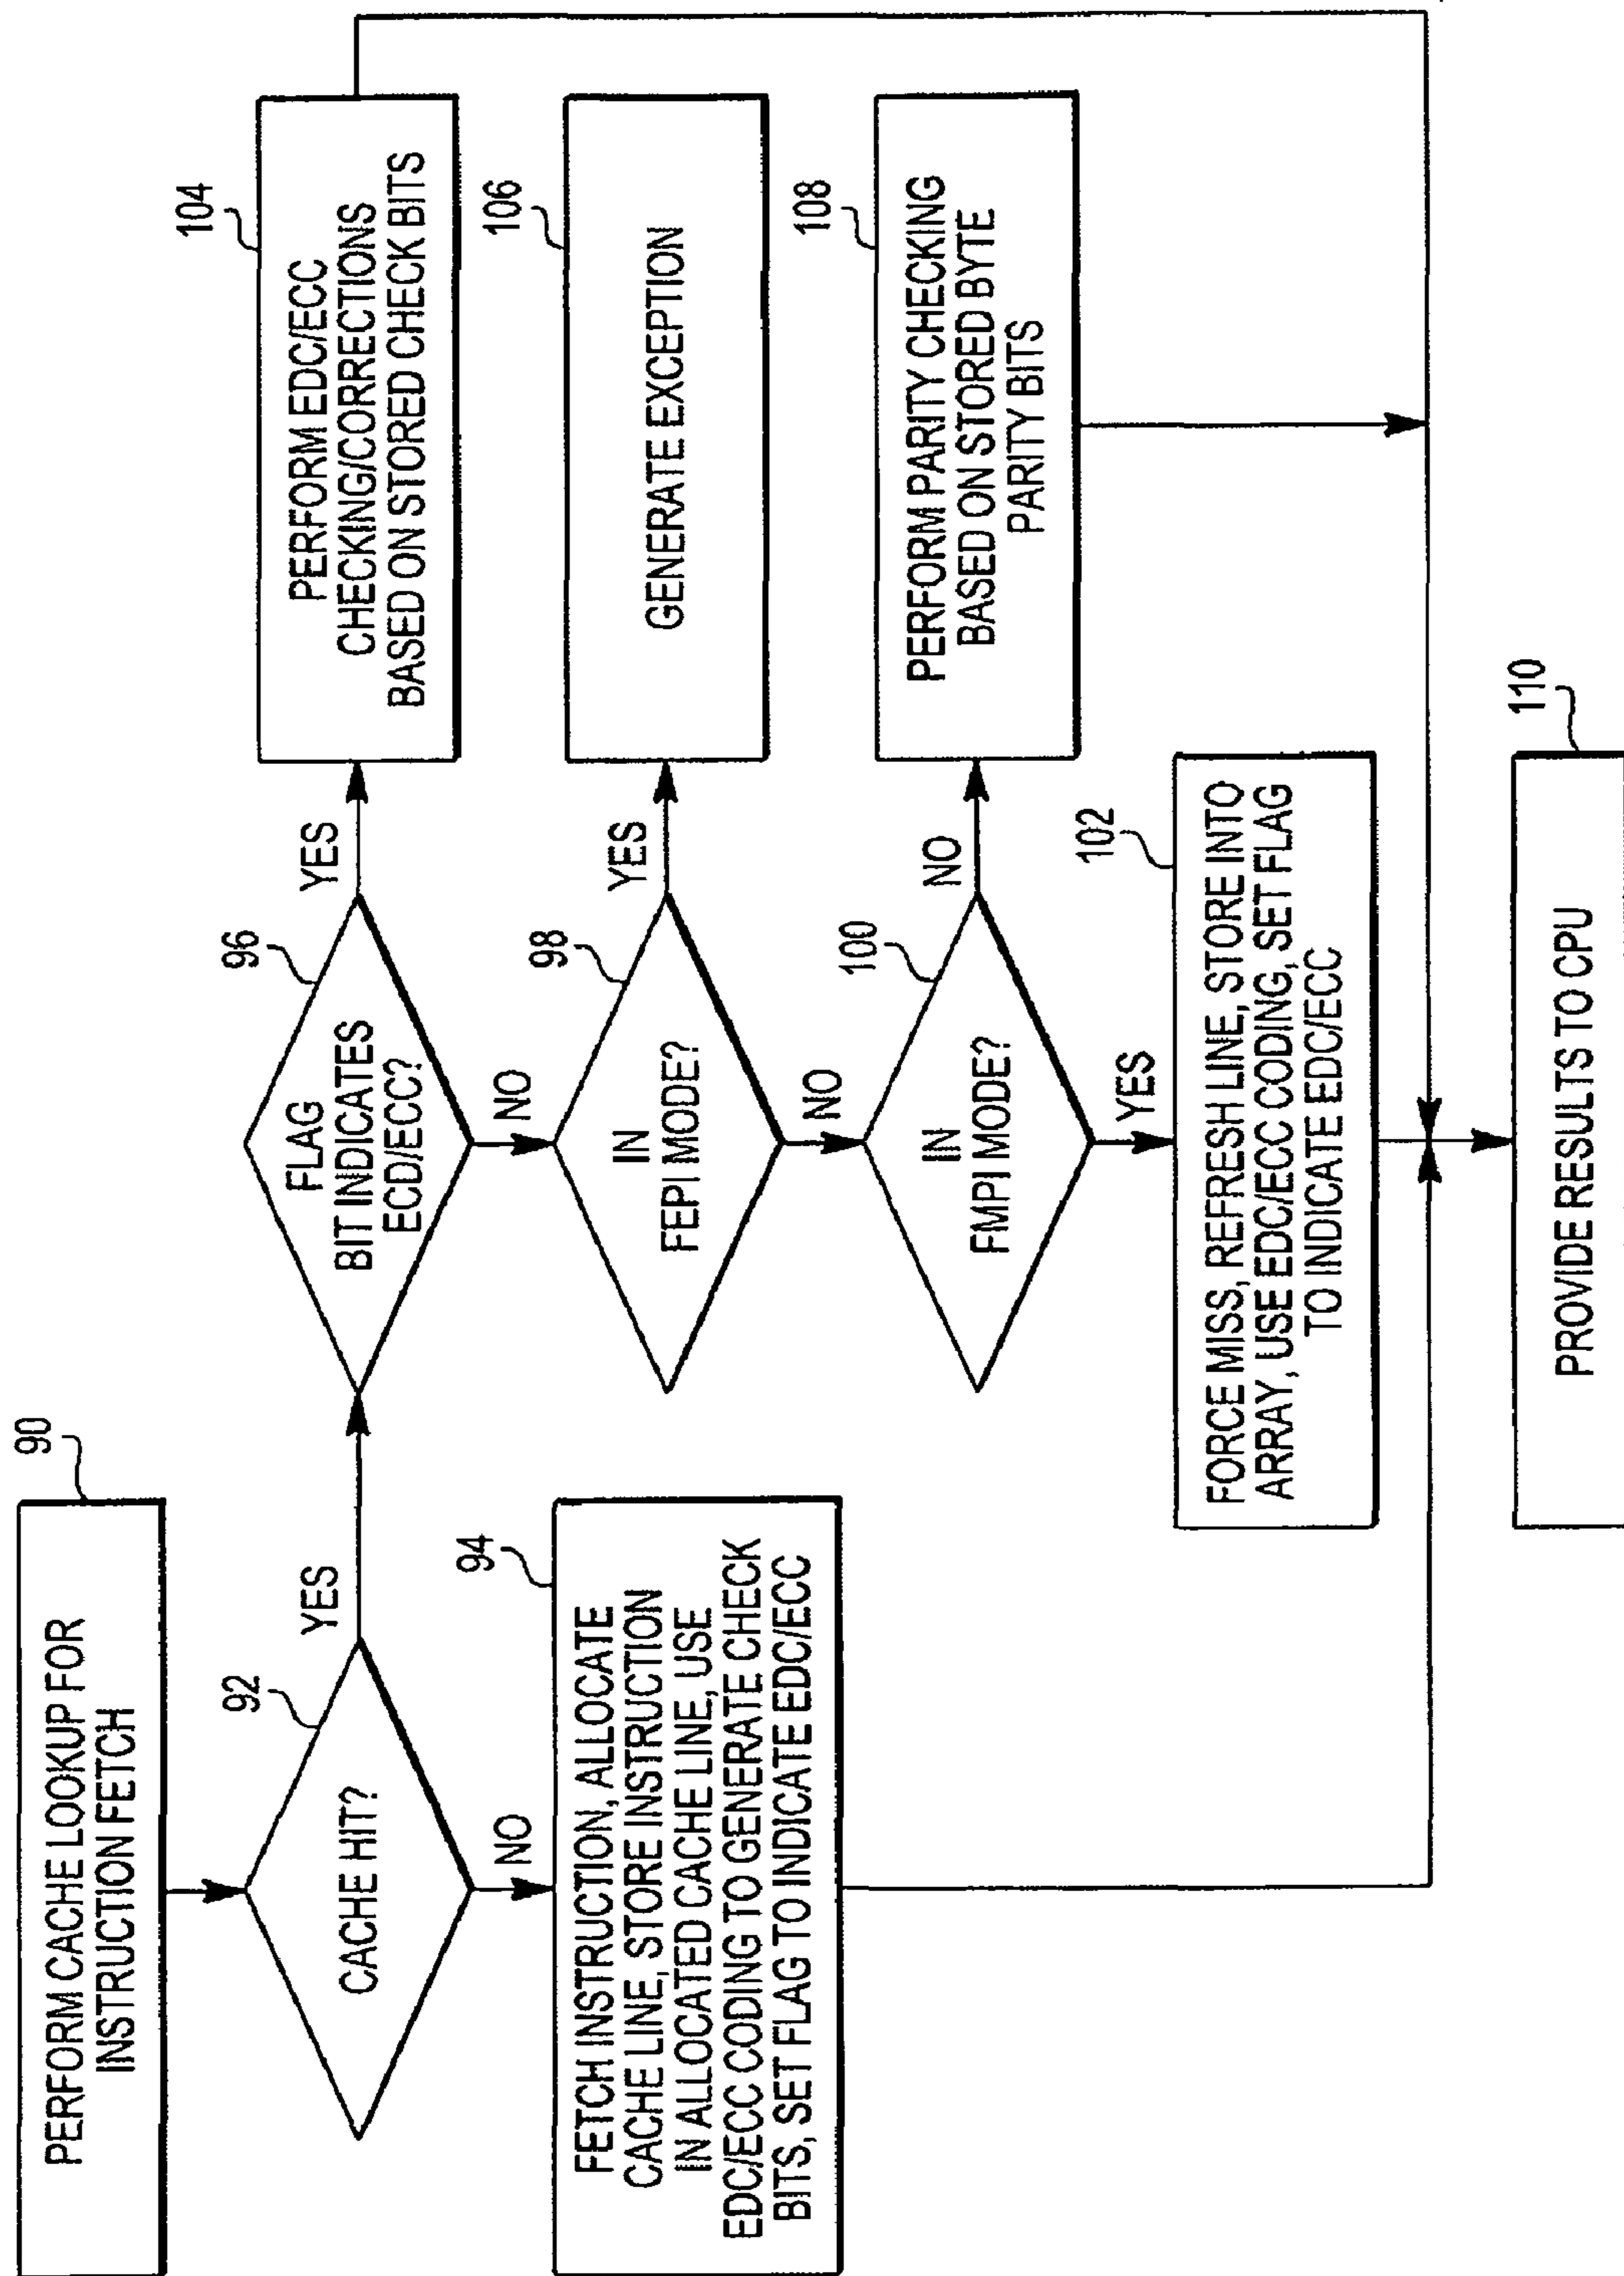 90
PERFORM CACHE LOOKUP FOR
INSTRUCTION FETCH
92
CACHE HIT?
YES
NO
94
FETCH INSTRUCTION, ALLOCATE
CACHE LINE, STORE INSTRUCTION
IN ALLOCATED CACHE LINE, USE
EDC/ECC CODING TO GENERATE CHECK
BITS, SET FLAG TO INDICATE EDC/ECC
96
FLAG
BIT INDICATES
ECD/ECC?
YES
NO
104
PERFORM EDC/ECC
CHECKING/CORRECTIONS
BASED ON STORED CHECK BITS
98
IN
FEPI MODE?
YES
NO
106
GENERATE EXCEPTION
100
IN
FMPI MODE?
NO
YES
108
PERFORM PARITY CHECKING
BASED ON STORED BYTE
PARITY BITS
102
FORCE MISS, REFRESH LINE, STORE INTO
ARRAY, USE EDC/ECC CODING, SET FLAG
TO INDICATE EDC/ECC
110
PROVIDE RESULTS TO CPU